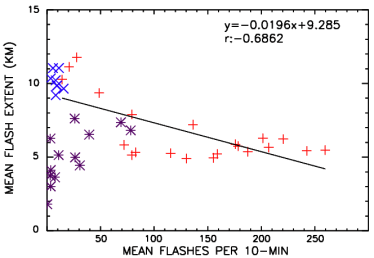 y=-0.0196x+9.285
r:-0.6862
15
10
5
0
MEAN FLASH EXTENT (KM)
50 100 150 200 250 300
MEAN FLASHES PER 10-MIN